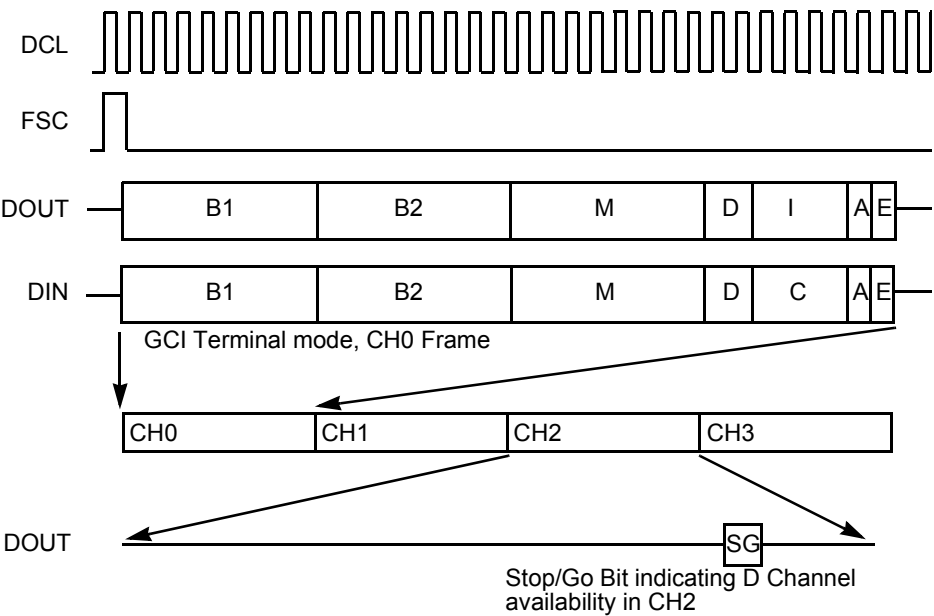 DCL
FSC
DOUT B1 B2 M D I A E
DIN B1 B2 M D C A E
GCI Terminal mode, CH0 Frame
CH0 CH1 CH2 CH3
DOUT SG
Stop/Go Bit indicating D Channel
availability in CH2